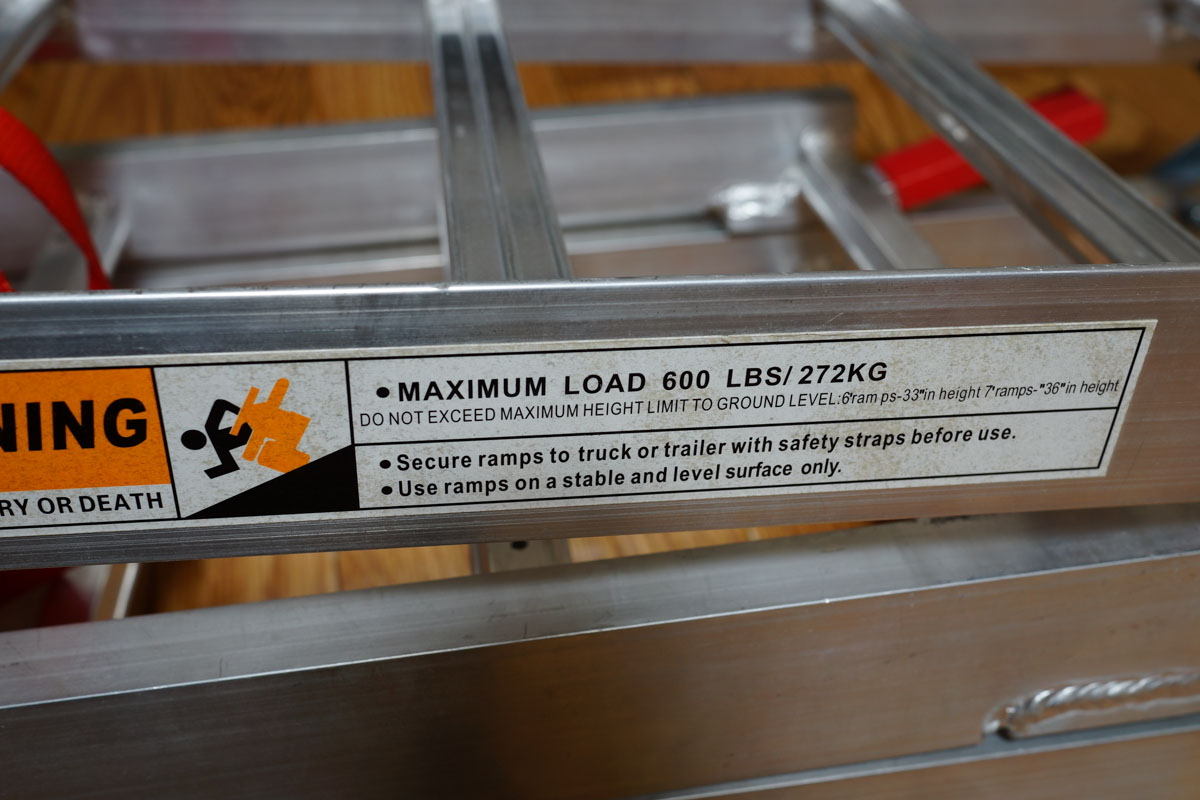 NING
RY OR DEATH
• MAXIMUM LOAD 600 LBS/ 272KG
DO NOT EXCEED MAXIMUM HEIGHT LIMIT TO GROUND LEVEL:6'ram ps-33"in height 7'ramps-"36"in height
• Secure ramps to truck or trailer with safety straps before use.
• Use ramps on a stable and level surface only.